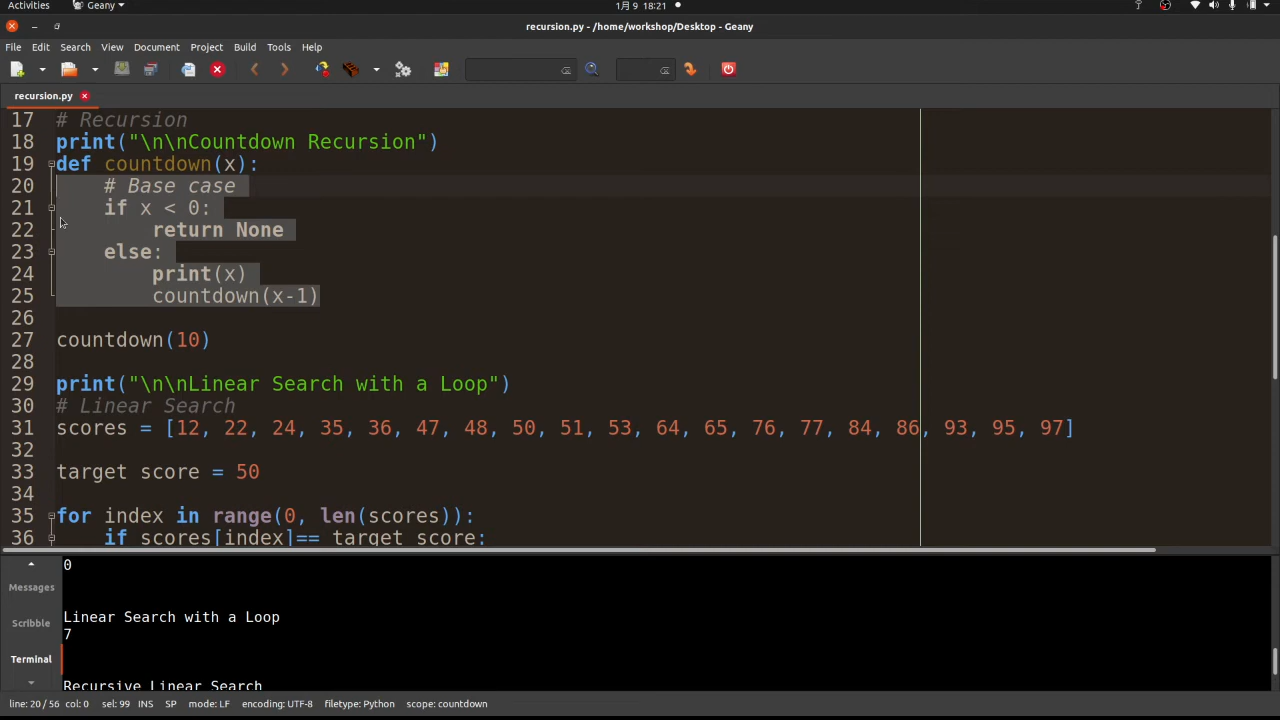 Activities Geany 1月 9 18:21
recursion.py - /home/workshop/Desktop - Geany
File Edit Search View Document Project Build Tools Help
recursion.py
17 # Recursion
18 print("\n\nCountdown Recursion")
19 def countdown(x):
20 # Base case
21 if x < 0:
22 return None
23 else:
24 print(x)
25 countdown(x-1)
26
27 countdown(10)
28
29 print("\n\nLinear Search with a Loop")
30 # Linear Search
31 scores = [12, 22, 24, 35, 36, 47, 48, 50, 51, 53, 64, 65, 76, 77, 84, 86, 93, 95, 97]
32
33 target score = 50
34
35 for index in range(0, len(scores)):
36 if scores[index]== target score:
Messages
Scribble
Terminal
0
Linear Search with a Loop
7
Recursive Linear Search
line: 20 / 56 col: 0 sel: 99 INS SP mode: LF encoding: UTF-8 filetype: Python scope: countdown